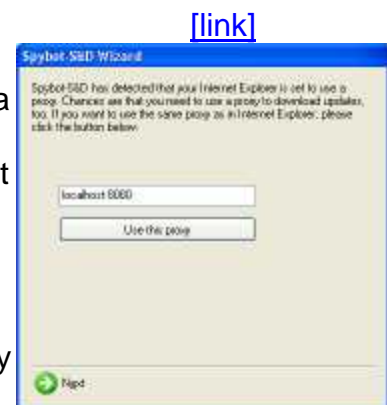 [link]
Spybot-S&D Wizard
a
Spybot-S&D has detected that your Internet Explorer is set to use a
proxy. Chances are that you need to use a proxy to download updates,
too. If you want to use the same proxy as in Internet Explorer, please
click the button below.
t
localhost:8080
Use this proxy
y
Next